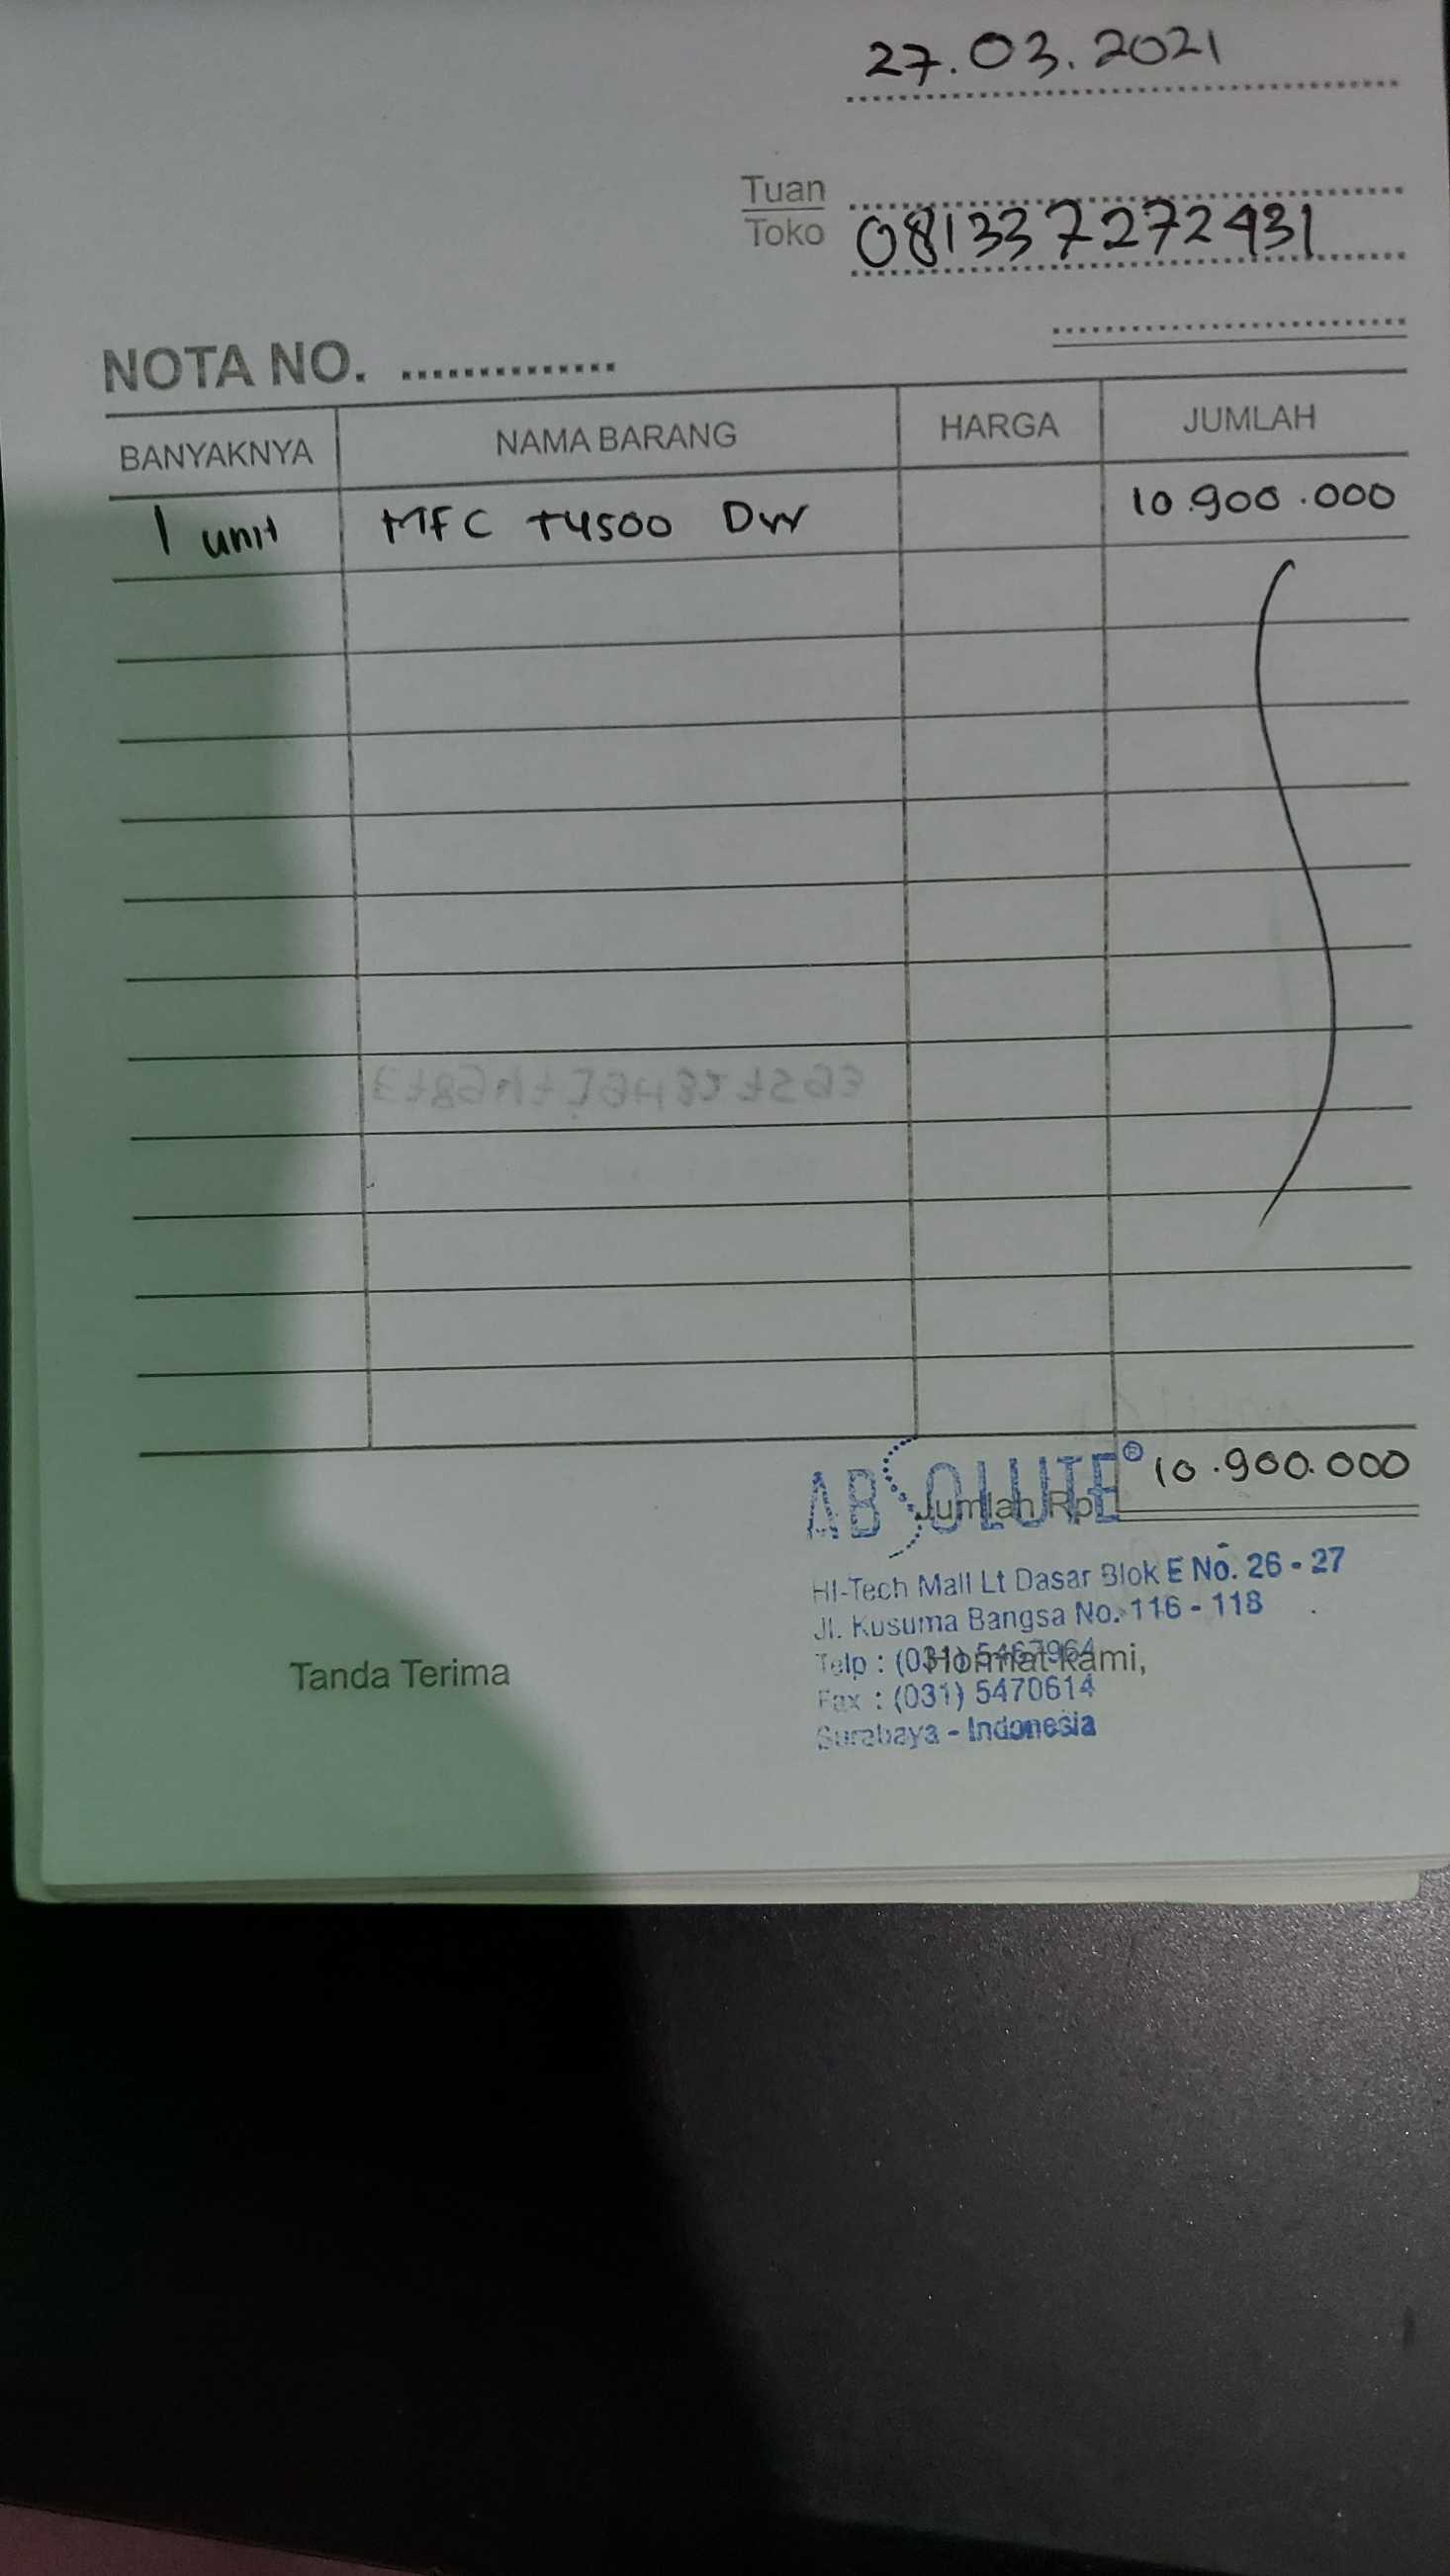 27.03.2021
Tuan
Toko 081337272931
NOTA NO. ..............
BANYAKNYA NAMA BARANG HARGA JUMLAH
1 unit MFC T4500 DW 10.900.000
ABSOLUTE®
Jumlah Rp. 10.900.000
HI-Tech Mall Lt Dasar Blok E No. 26 - 27
Jl. Kusuma Bangsa No. 116 - 118
Telp : (031) 5467964
Tanda Terima Hormat kami,
Fax : (031) 5470614
Surabaya - Indonesia